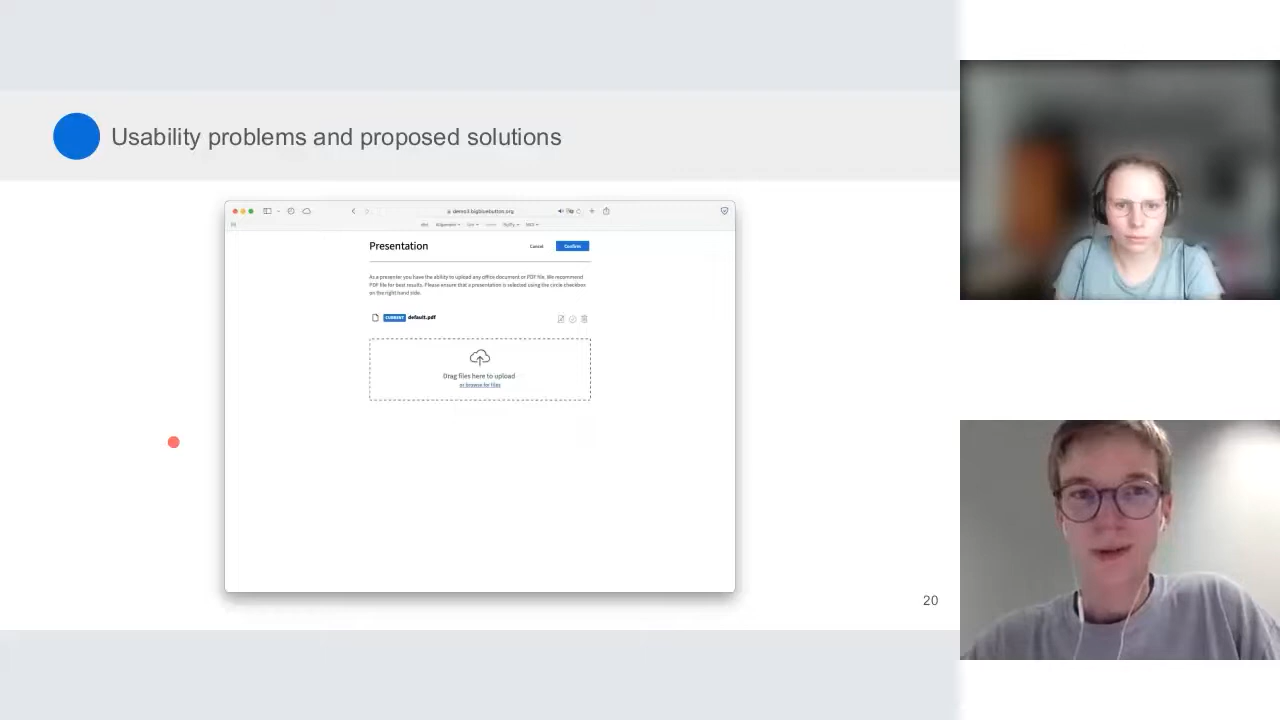 Usability problems and proposed solutions
demo3.bigbluebutton.org
Presentation
Cancel
Confirm
As a presenter you have the ability to upload any office document or PDF file. We recommend
PDF file for best results. Please ensure that a presentation is selected using the circle checkbox
on the right hand side.
CURRENT default.pdf
Drag files here to upload
or browse for files
20